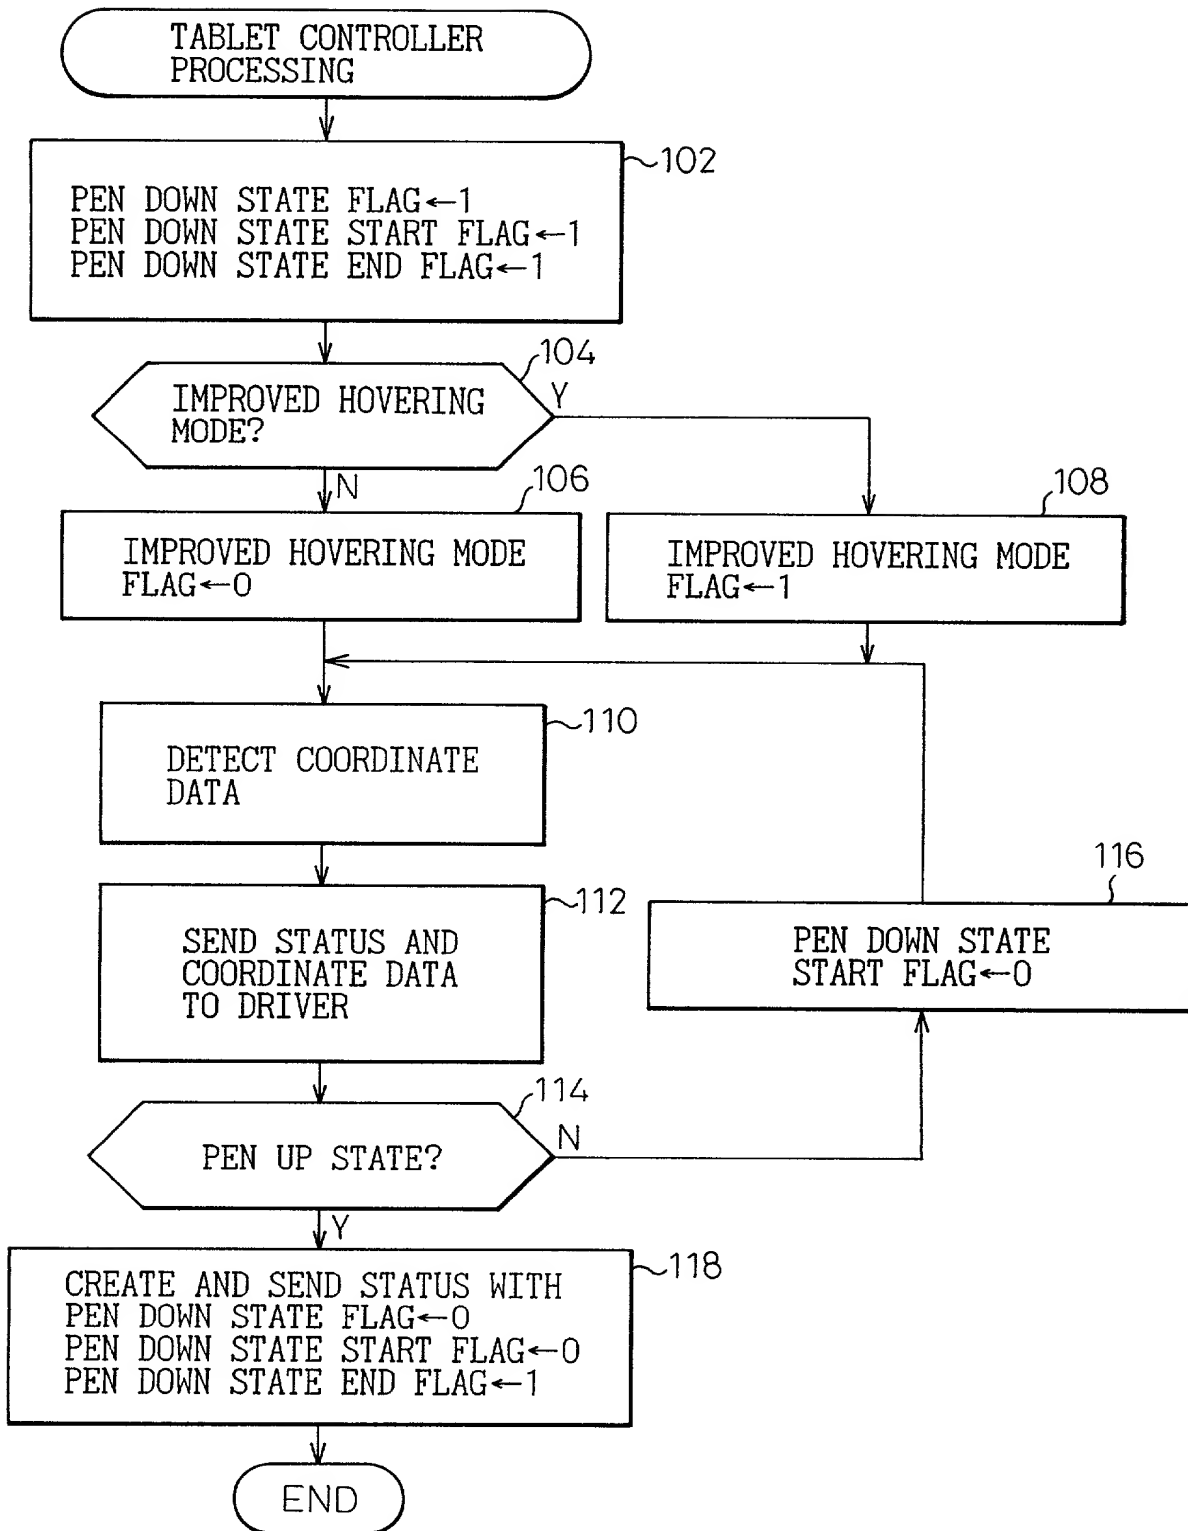 TABLET CONTROLLER
PROCESSING
102
PEN DOWN STATE FLAG←1
PEN DOWN STATE START FLAG←1
PEN DOWN STATE END FLAG←1
104
IMPROVED HOVERING
MODE?
Y
N
106
108
IMPROVED HOVERING MODE
FLAG←0
IMPROVED HOVERING MODE
FLAG←1
110
DETECT COORDINATE
DATA
112
SEND STATUS AND
COORDINATE DATA
TO DRIVER
116
PEN DOWN STATE
START FLAG←0
114
PEN UP STATE?
N
Y
118
CREATE AND SEND STATUS WITH
PEN DOWN STATE FLAG←0
PEN DOWN STATE START FLAG←0
PEN DOWN STATE END FLAG←1
END